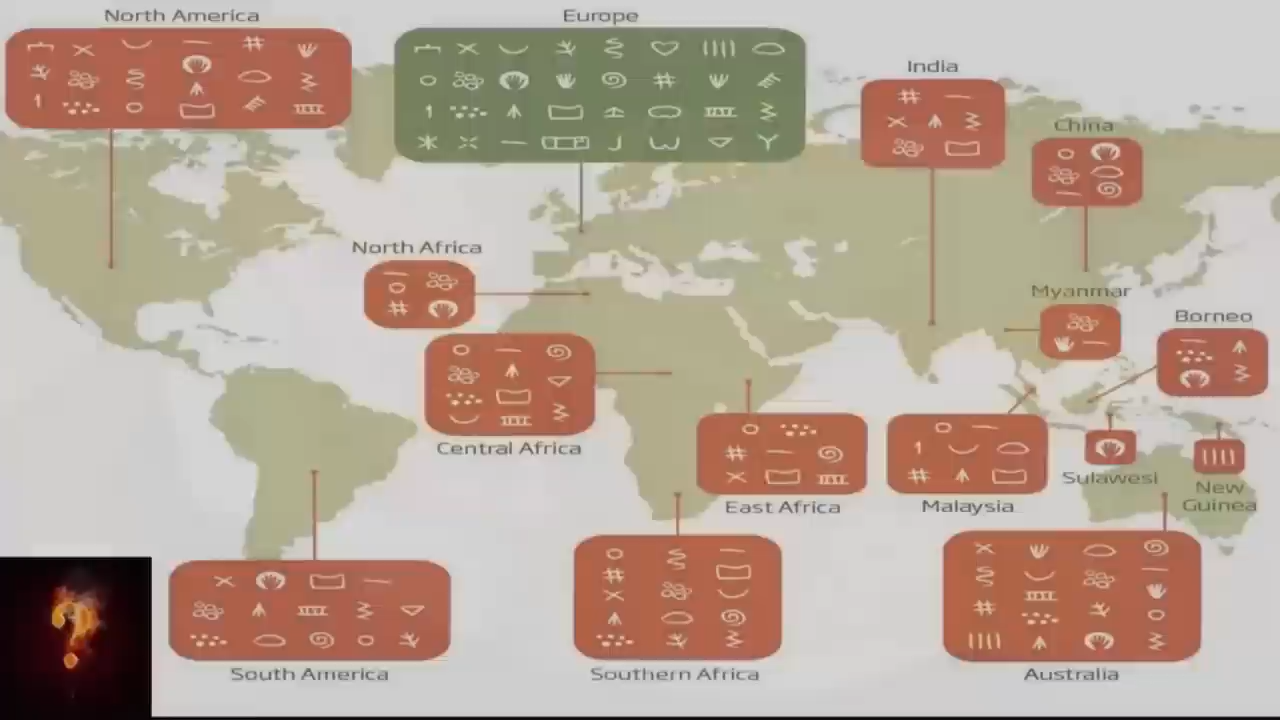 North America
Europe
India
China
North Africa
Myanmar
Borneo
Central Africa
Sulawesi
New
Guinea
East Africa
Malaysia
South America
Southern Africa
Australia